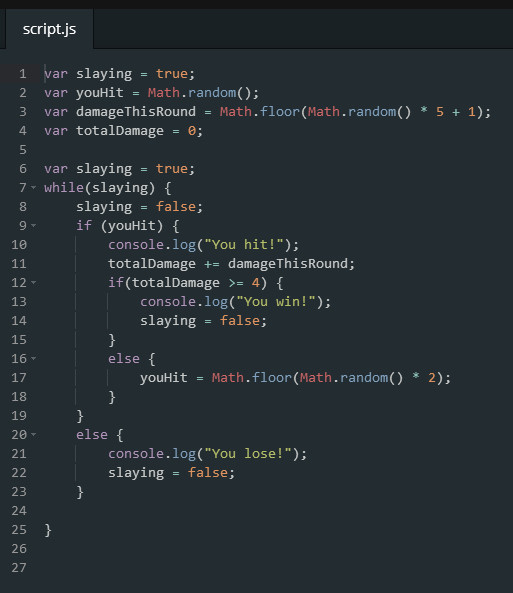 script.js
1 var slaying = true;
2 var youHit = Math.random();
3 var damageThisRound = Math.floor(Math.random() * 5 + 1);
4 var totalDamage = 0;
5
6 var slaying = true;
7 while(slaying) {
8     slaying = false;
9     if (youHit) {
10         console.log("You hit!");
11         totalDamage += damageThisRound;
12         if(totalDamage >= 4) {
13             console.log("You win!");
14             slaying = false;
15         }
16         else {
17             youHit = Math.floor(Math.random() * 2);
18         }
19     }
20     else {
21         console.log("You lose!");
22         slaying = false;
23     }
24
25 }
26
27